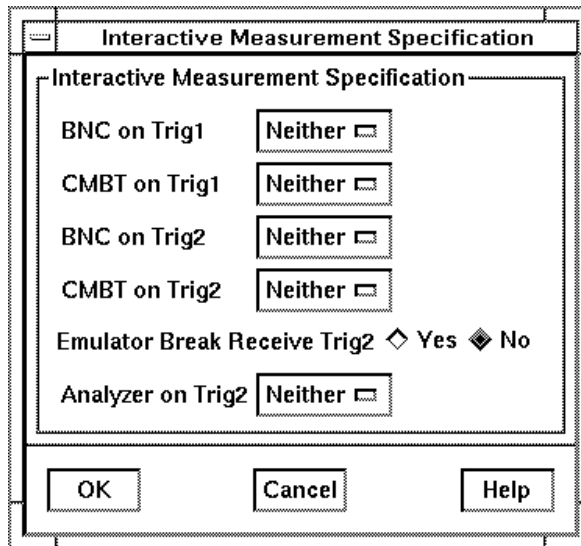 Interactive Measurement Specification
Interactive Measurement Specification
BNC on Trig1 Neither
CMBT on Trig1 Neither
BNC on Trig2 Neither
CMBT on Trig2 Neither
Emulator Break Receive Trig2 Yes No
Analyzer on Trig2 Neither
OK Cancel Help